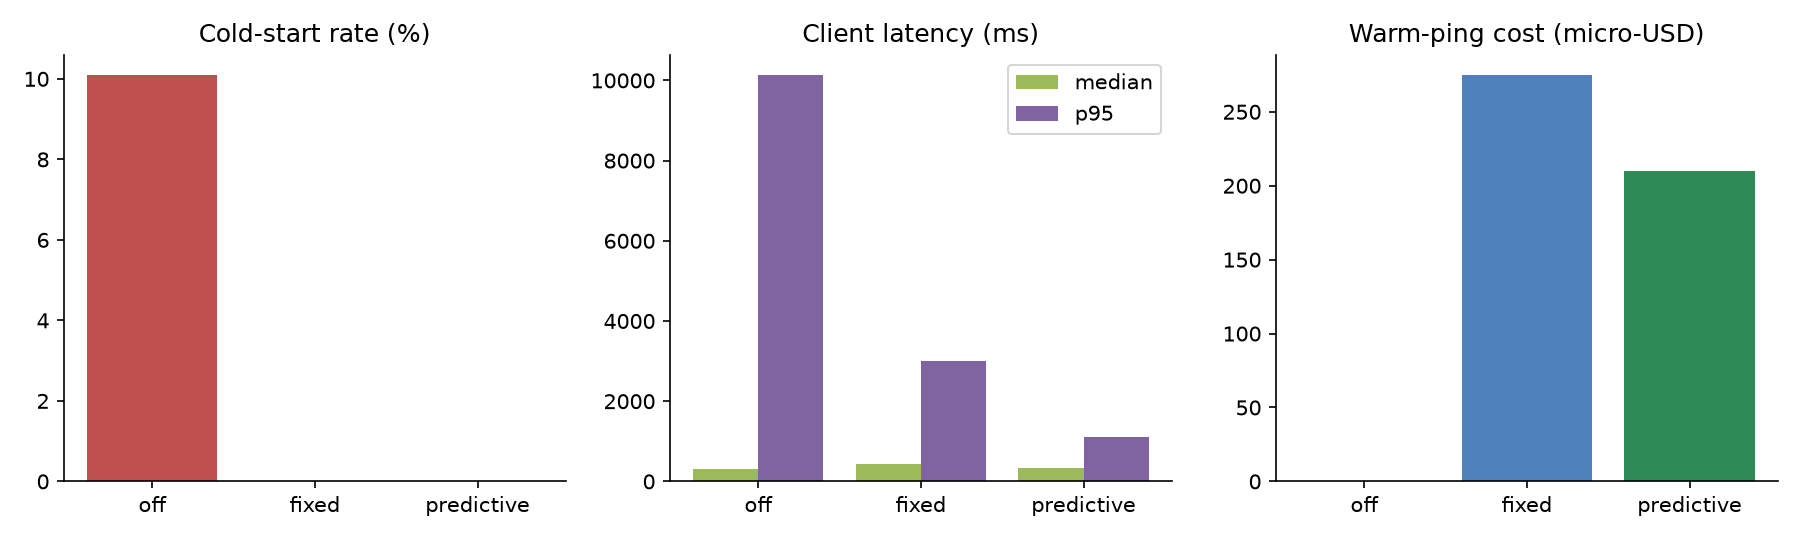 Cold-start rate (%)
10
8
6
4
2
0
off fixed predictive
Client latency (ms)
median
p95
10000
8000
6000
4000
2000
0
off fixed predictive
Warm-ping cost (micro-USD)
250
200
150
100
50
0
off fixed predictive